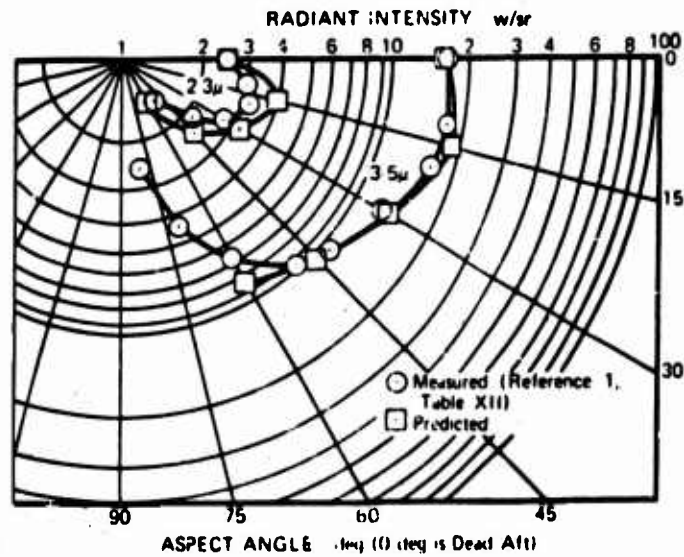 RADIANT INTENSITY w/sr
1 2 3 4 6 8 10 2 3 4 6 8 100
0
2 3μ
3 5μ
15
Measured (Reference 1,
Table XII)
Predicted
30
90 75 60 45
ASPECT ANGLE deg (0 deg is Dead Aft)